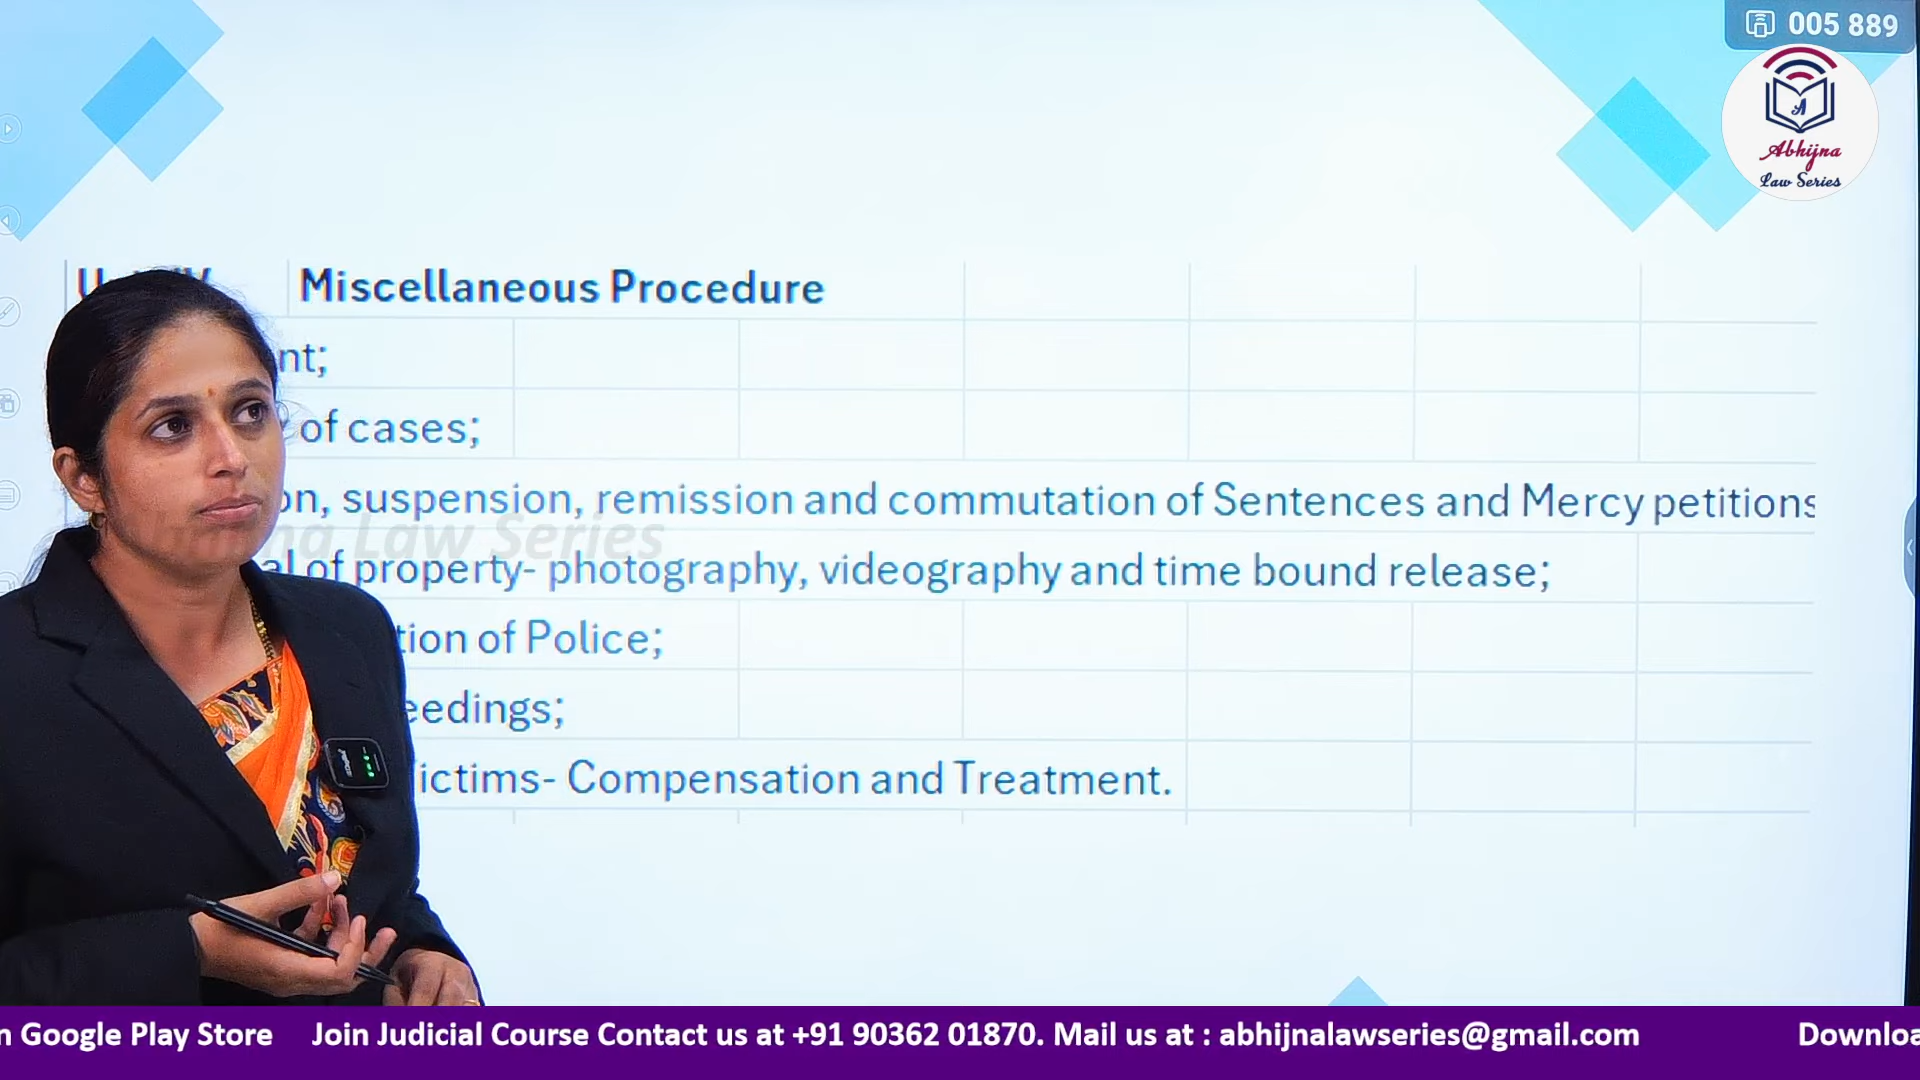 005 889
A
Abhijna
Law Series
Miscellaneous Procedure
nt;
of cases;
on, suspension, remission and commutation of Sentences and Mercy petitions
Law Series
al of property- photography, videography and time bound release;
tion of Police;
eedings;
ictims- Compensation and Treatment.
n Google Play Store Join Judicial Course Contact us at +91 90362 01870. Mail us at : abhijnalawseries@gmail.com Downloa